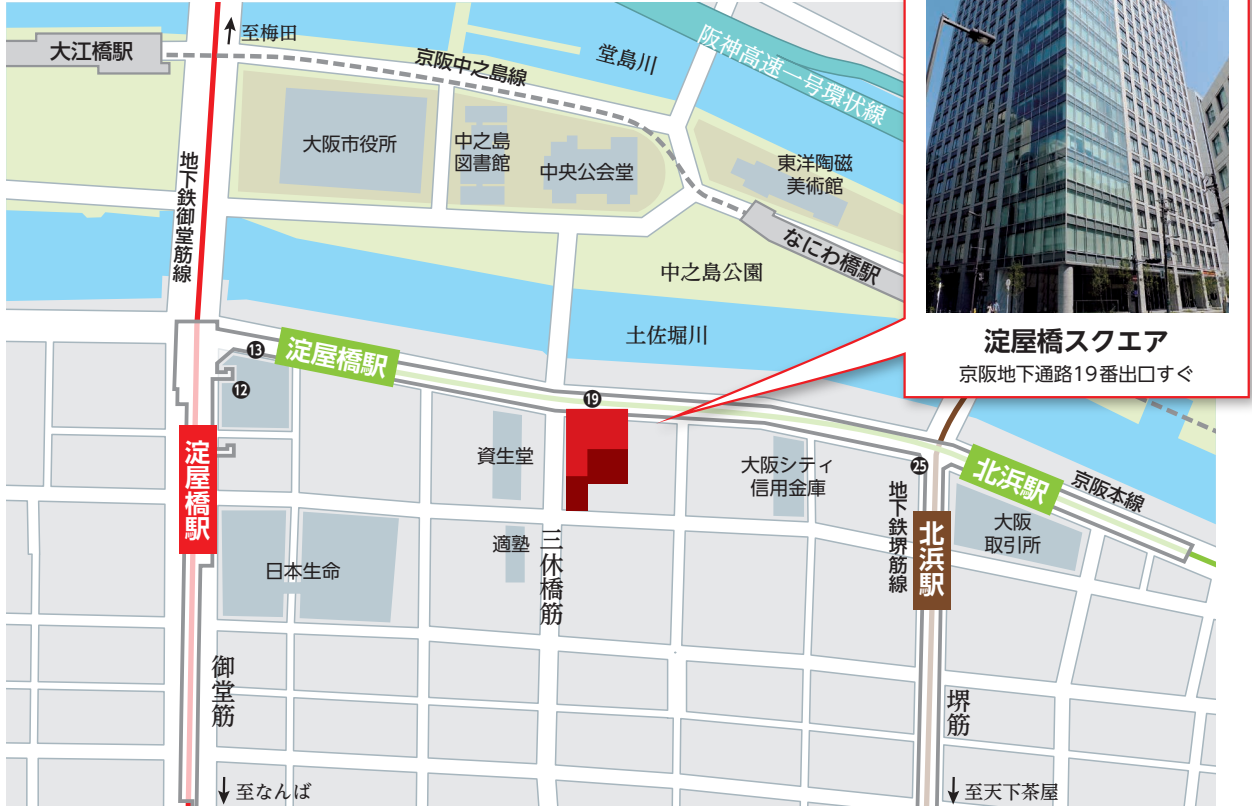 至梅田
大江橋駅
京阪中之島線
堂島川
阪神高速一号環状線
大阪市役所
中之島
図書館
中央公会堂
東洋陶磁
美術館
地下鉄御堂筋線
なにわ橋駅
中之島公園
土佐堀川
淀屋橋スクエア
京阪地下通路19番出口すぐ
⓭
淀屋橋駅
⓬
⓳
淀屋橋駅
資生堂
大阪シティ
信用金庫
㉕
北浜駅
京阪本線
地下鉄堺筋線
北浜駅
大阪
取引所
適塾
三休橋筋
日本生命
御堂筋
堺筋
至なんば
至天下茶屋